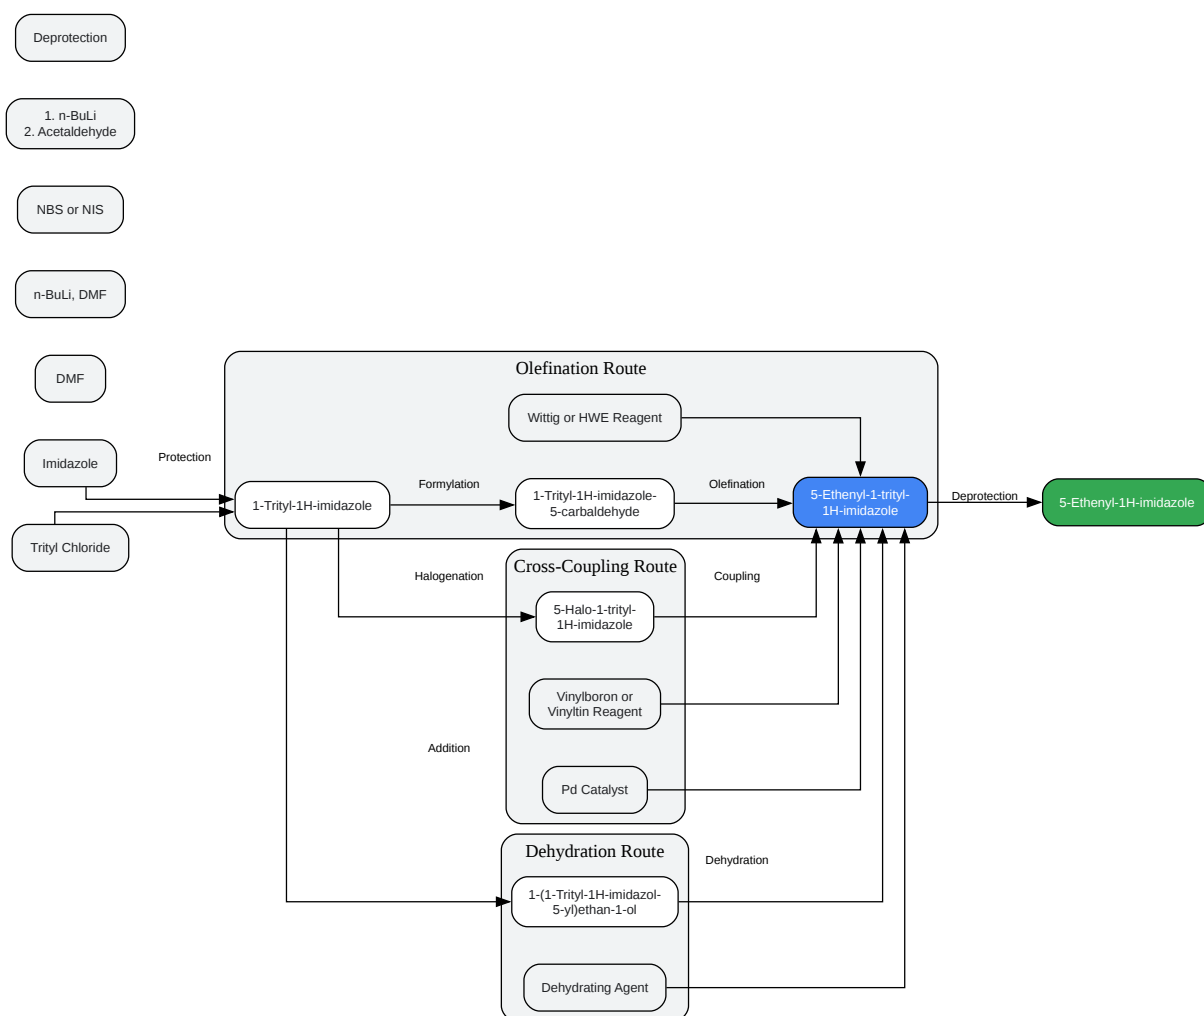 Deprotection
1. n-BuLi
2. Acetaldehyde
NBS or NIS
n-BuLi, DMF
DMF
Imidazole
Trityl Chloride
Protection
Olefination Route
Wittig or HWE Reagent
1-Trityl-1H-imidazole
Formylation
1-Trityl-1H-imidazole-
5-carbaldehyde
Olefination
5-Ethenyl-1-trityl-
1H-imidazole
Deprotection
5-Ethenyl-1H-imidazole
Halogenation
Cross-Coupling Route
Coupling
5-Halo-1-trityl-
1H-imidazole
Vinylboron or
Vinyltin Reagent
Addition
Pd Catalyst
Dehydration Route
Dehydration
1-(1-Trityl-1H-imidazol-
5-yl)ethan-1-ol
Dehydrating Agent